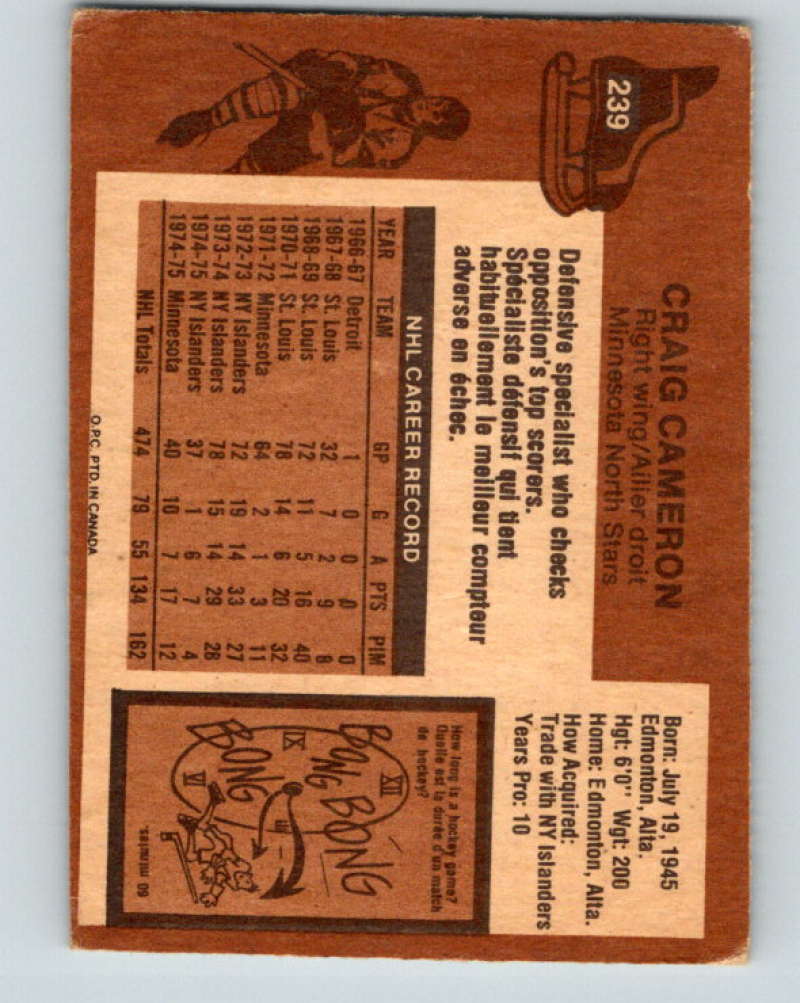 239
CRAIG CAMERON
Right wing/Ailier droit
Minnesota North Stars
Born: July 19, 1945
Edmonton, Alta.
Hgt: 6'0" Wgt: 200
Home: Edmonton, Alta.
How Acquired:
Trade with NY Islanders
Years Pro: 10
Defensive specialist who checks
opposition's top scorers.
Spécialiste défensif qui tient
habituellement le meilleur compteur
adverse en échec.
NHL CAREER RECORD
YEAR TEAM GP G A PTS PIM
1966-67 Detroit 1 0 0 0 0
1967-68 St. Louis 32 7 2 9 8
1968-69 St. Louis 72 11 5 16 40
1970-71 St. Louis 78 14 6 20 32
1971-72 Minnesota 64 2 1 3 11
1972-73 NY Islanders 72 19 14 33 27
1973-74 NY Islanders 78 15 14 29 28
1974-75 NY Islanders 37 1 6 7 4
1974-75 Minnesota 40 10 7 17 12
NHL Totals 474 79 55 134 162
O.P.C. PTD. IN CANADA
How long is a hockey game?
Quelle est la durée d'un match
de hockey?
XII
BONG BONG
BONG
IX
VI
BONG
60 minutes.